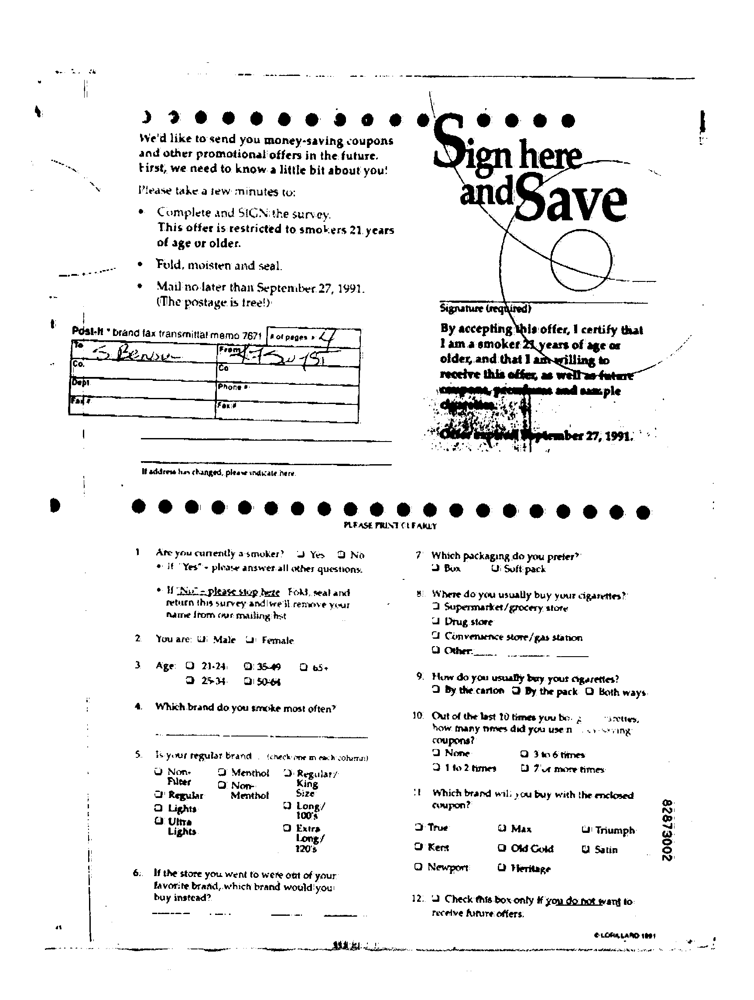 We'd like to send you money-saving coupons
and other promotional offers in the future.
First, we need to know a little bit about you!
Please take a few minutes to:
• Complete and SIGN the survey.
This offer is restricted to smokers 21 years
of age or older.
• Fold, moisten and seal.
• Mail no later than September 27, 1991.
(The postage is free!)
Sign here
and Save
Signature (required)
By accepting this offer, I certify that
I am a smoker 21 years of age or
older, and that I am willing to
receive this offer, as well as future
coupons, premiums and sample
cigarettes.
Offer expired September 27, 1991.
Post-It * brand fax transmittal memo 7671 # of pages » 4
To From
Co. Co
Dept Phone #
Fax # Fax #
If address has changed, please indicate here.
PLEASE PRINT CLEARLY
1 Are you currently a smoker? ❑ Yes ❑ No
• If "Yes" - please answer all other questions.
• If "No" - please stop here. Fold, seal and
return this survey and we'll remove your
name from our mailing list
2 You are: ❑ Male ❑ Female
3 Age: ❑ 21-24 ❑ 35-49 ❑ 65+
❑ 25-34 ❑ 50-64
4. Which brand do you smoke most often?
5. Is your regular brand... (check one in each column)
❑ Non-Filter ❑ Menthol ❑ Regular/King Size
❑ Regular ❑ Non-Menthol
❑ Lights ❑ Long/100's
❑ Ultra Lights ❑ Extra Long/120's
6. If the store you went to were out of your
favorite brand, which brand would you
buy instead?
7 Which packaging do you prefer?
❑ Box ❑ Soft pack
8. Where do you usually buy your cigarettes?
❑ Supermarket/grocery store
❑ Drug store
❑ Convenience store/gas station
❑ Other:
9. How do you usually buy your cigarettes?
❑ By the carton ❑ By the pack ❑ Both ways
10. Out of the last 10 times you
how many times did you use
coupons?
❑ None ❑ 3 to 6 times
❑ 1 to 2 times ❑ 7 or more times
11 Which brand will you buy with the enclosed
coupon?
❑ True ❑ Max ❑ Triumph
❑ Kent ❑ Old Gold ❑ Satin
❑ Newport ❑ Heritage
12. ❑ Check this box only if you do not want to
receive future offers.
© LORILLARD 1991
82873002